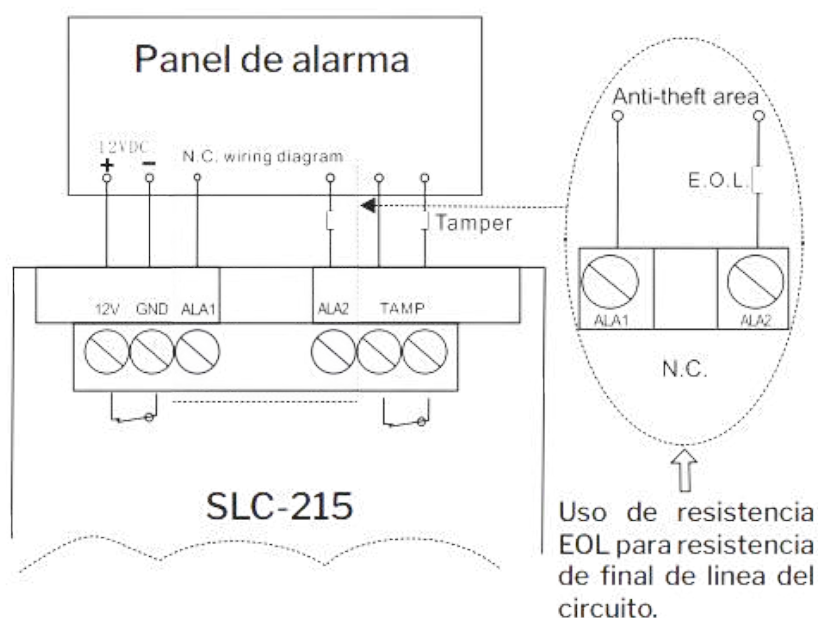 Panel de alarma
12VDC
+ −
N.C. wiring diagram
Tamper
12V GND ALA1 ALA2 TAMP
SLC-215
Anti-theft area
E.O.L.
ALA1 ALA2
N.C.
Uso de resistencia
EOL para resistencia
de final de linea del
circuito.